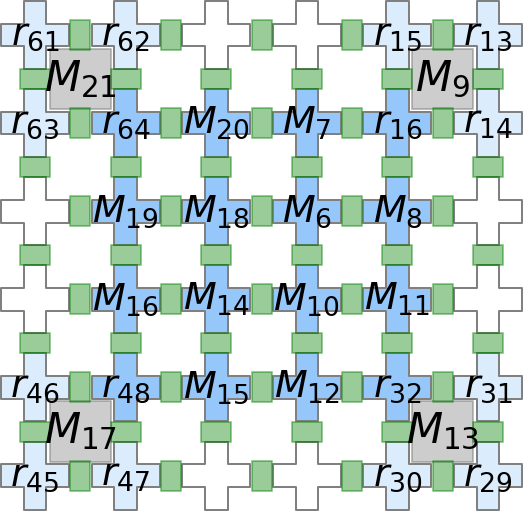 r₆₁ r₆₂ r₁₅ r₁₃
M₂₁ M₉
r₆₃ r₆₄ M₂₀ M₇ r₁₆ r₁₄
M₁₉ M₁₈ M₆ M₈
M₁₆ M₁₄ M₁₀ M₁₁
r₄₆ r₄₈ M₁₅ M₁₂ r₃₂ r₃₁
M₁₇ M₁₃
r₄₅ r₄₇ r₃₀ r₂₉